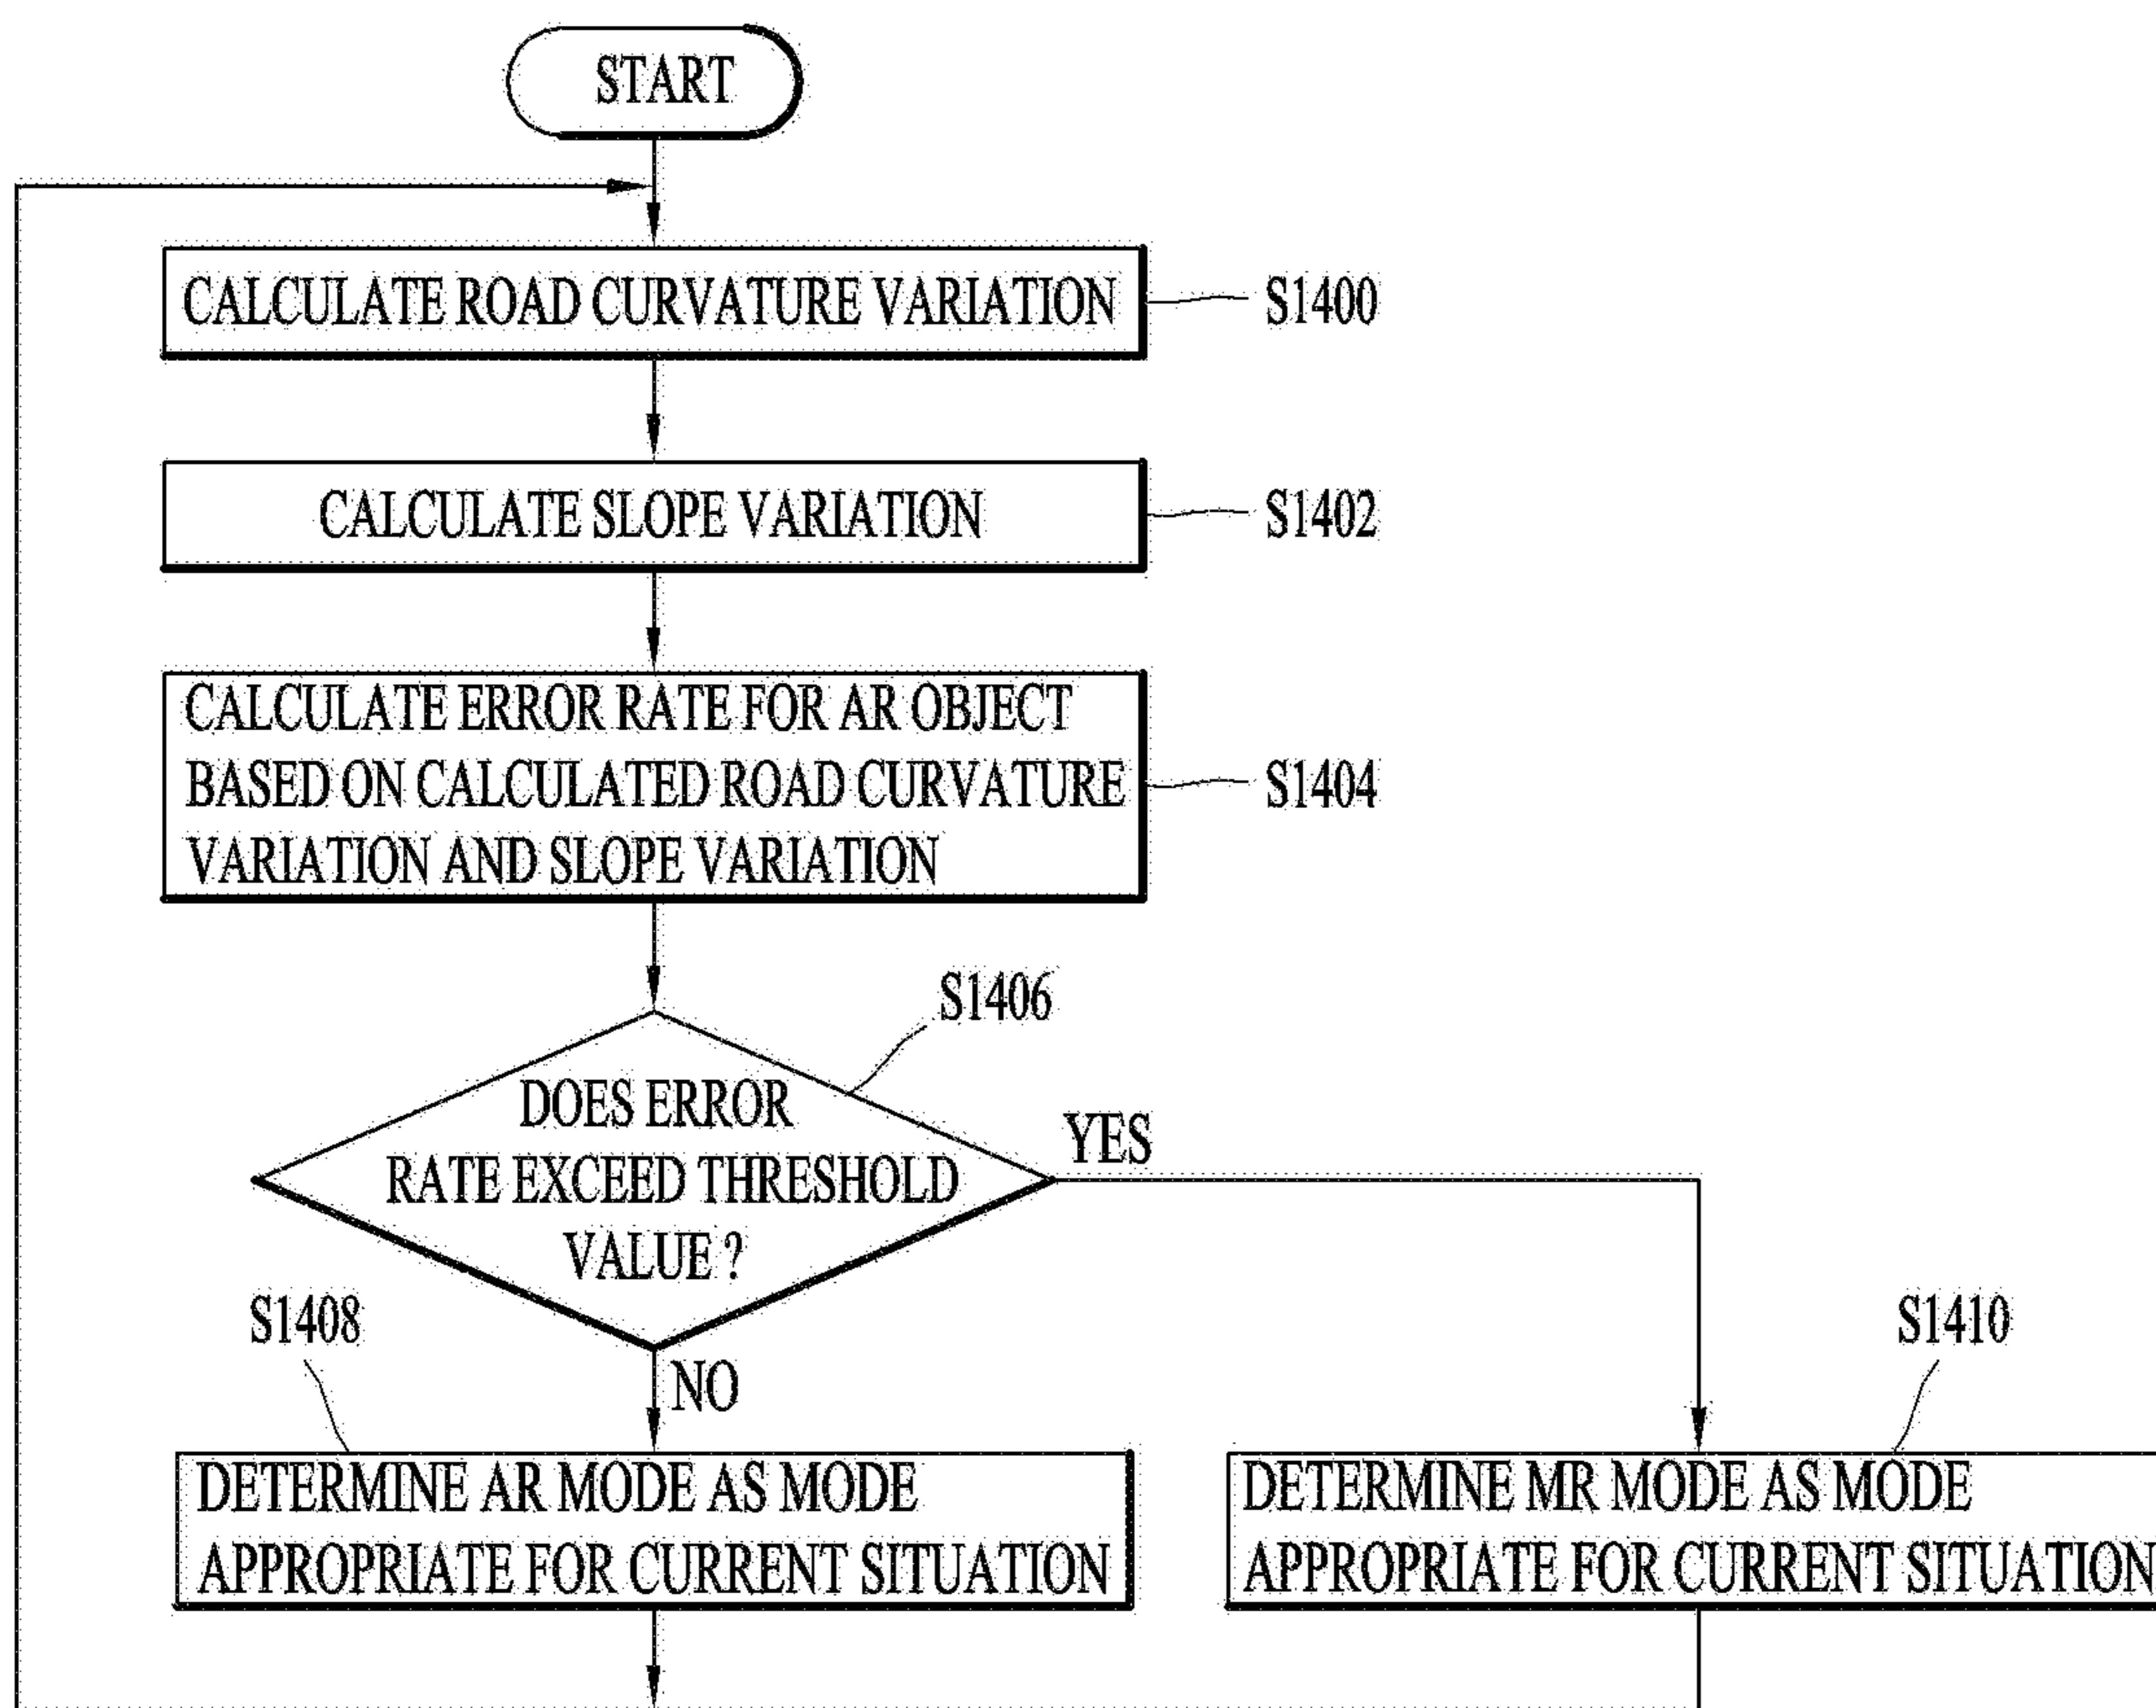 START
CALCULATE ROAD CURVATURE VARIATION
S1400
CALCULATE SLOPE VARIATION
S1402
CALCULATE ERROR RATE FOR AR OBJECT
BASED ON CALCULATED ROAD CURVATURE
VARIATION AND SLOPE VARIATION
S1404
S1406
DOES ERROR
RATE EXCEED THRESHOLD
VALUE ?
YES
NO
S1408
DETERMINE AR MODE AS MODE
APPROPRIATE FOR CURRENT SITUATION
S1410
DETERMINE MR MODE AS MODE
APPROPRIATE FOR CURRENT SITUATION